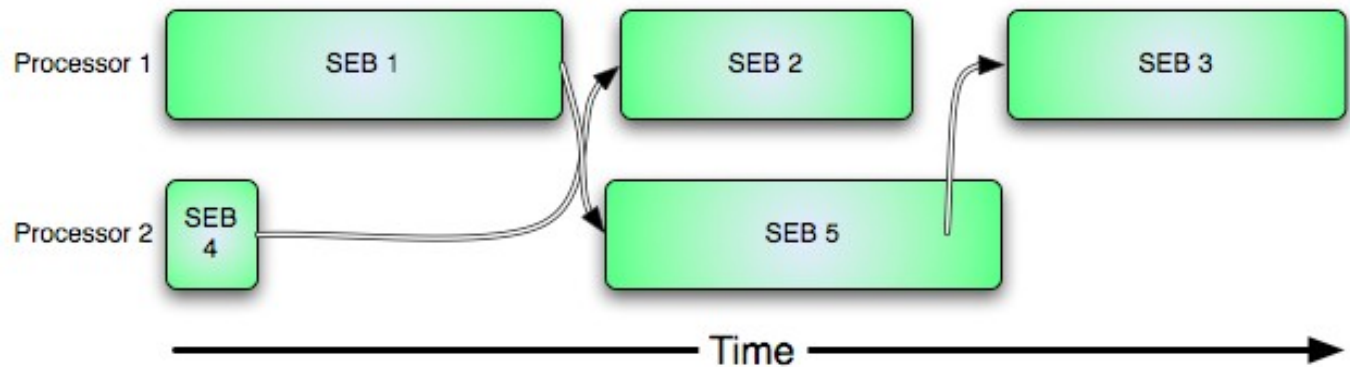 Processor 1
SEB 1
SEB 2
SEB 3
Processor 2
SEB
4
SEB 5
Time